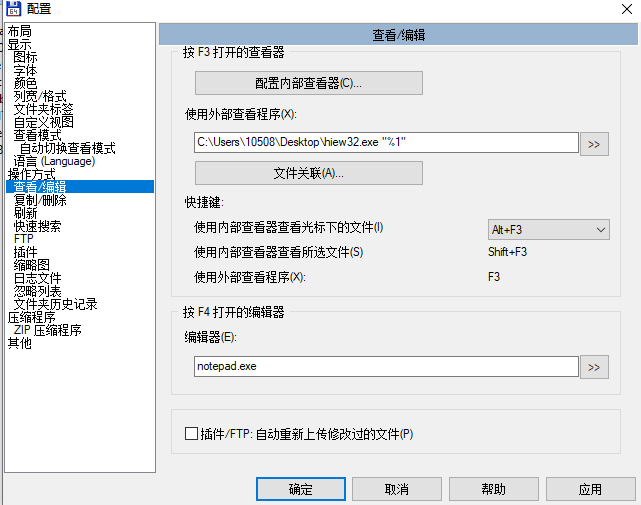 配置
布局
显示
图标
字体
颜色
列宽/格式
文件夹标签
自定义视图
查看模式
自动切换查看模式
语言 (Language)
操作方式
查看/编辑
复制/删除
刷新
快速搜索
FTP
插件
缩略图
日志文件
忽略列表
文件夹历史记录
压缩程序
ZIP 压缩程序
其他
查看/编辑
按 F3 打开的查看器
配置内部查看器(C)...
使用外部查看程序(X):
C:\Users\10508\Desktop\hiew32.exe "%1"
>>
文件关联(A)...
快捷键:
使用内部查看器查看光标下的文件(I)
Alt+F3
使用内部查看器查看所选文件(S)
Shift+F3
使用外部查看程序(X):
F3
按 F4 打开的编辑器
编辑器(E):
notepad.exe
>>
插件/FTP: 自动重新上传修改过的文件(P)
确定
取消
帮助
应用